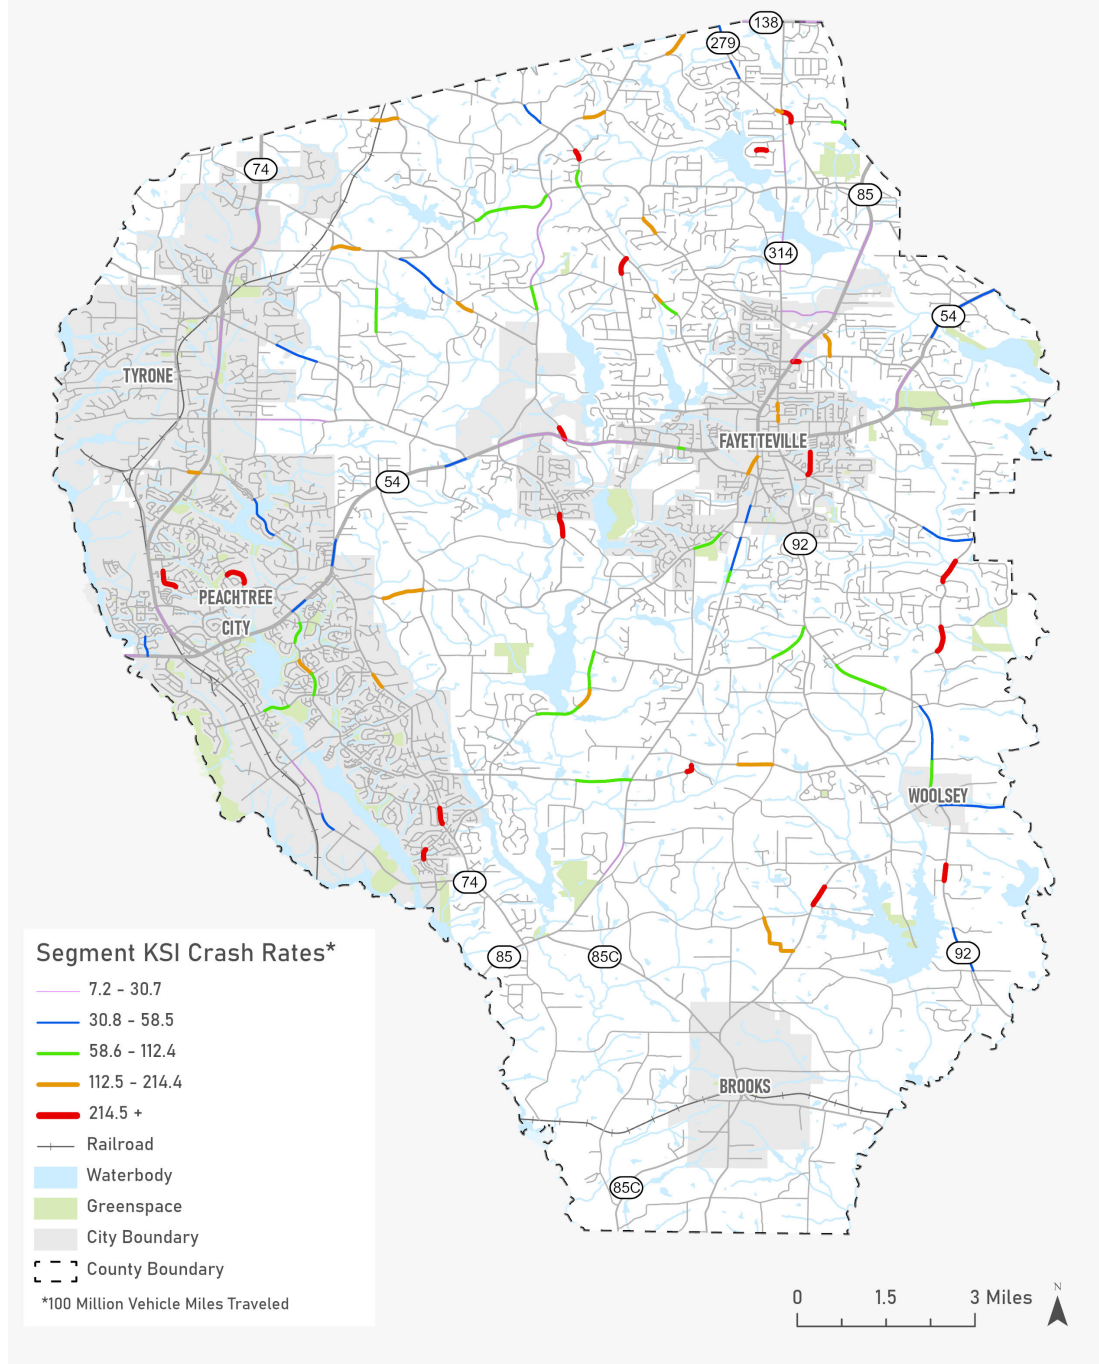 138
279
74
85
314
54
TYRONE
FAYETTEVILLE
54
92
PEACHTREE
CITY
WOOLSEY
74
85
85C
92
BROOKS
85C
Segment KSI Crash Rates*
7.2 - 30.7
30.8 - 58.5
58.6 - 112.4
112.5 - 214.4
214.5 +
Railroad
Waterbody
Greenspace
City Boundary
County Boundary
*100 Million Vehicle Miles Traveled
0 1.5 3 Miles
N